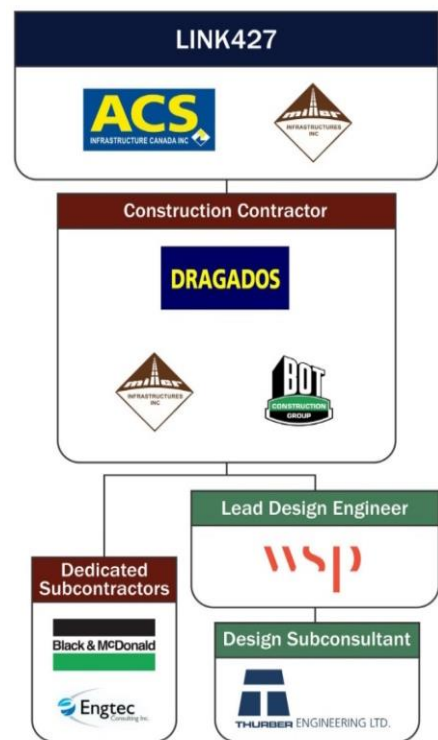 LINK427
ACS
INFRASTRUCTURE CANADA INC
miller
INFRASTRUCTURES
INC
Construction Contractor
DRAGADOS
miller
INFRASTRUCTURES
INC
BOT
CONSTRUCTION
GROUP
Lead Design Engineer
wsp
Dedicated
Subcontractors
Black & McDonald
Engtec
Consulting Inc.
Design Subconsultant
THURBER ENGINEERING LTD.